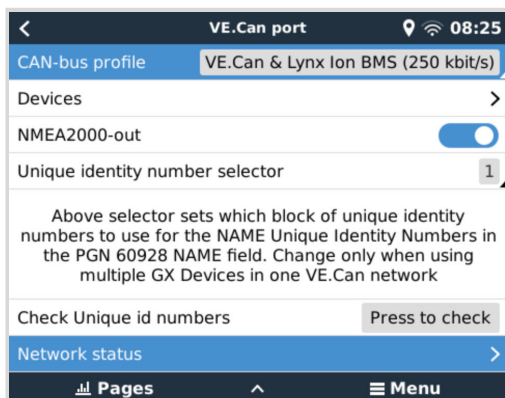 VE.Can port 08:25
CAN-bus profile VE.Can & Lynx Ion BMS (250 kbit/s)
Devices
NMEA2000-out
Unique identity number selector 1
Above selector sets which block of unique identity
numbers to use for the NAME Unique Identity Numbers in
the PGN 60928 NAME field. Change only when using
multiple GX Devices in one VE.Can network
Check Unique id numbers Press to check
Network status
Pages Menu